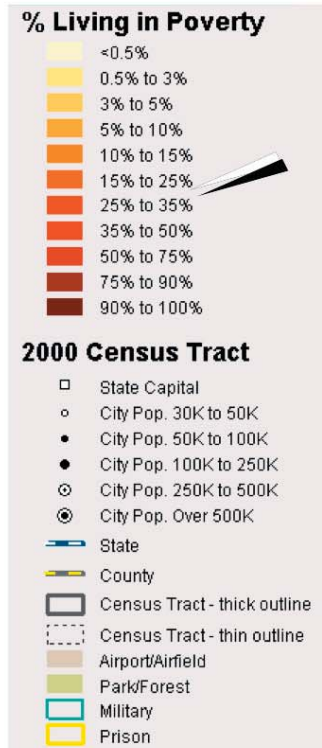 % Living in Poverty
<0.5%
0.5% to 3%
3% to 5%
5% to 10%
10% to 15%
15% to 25%
25% to 35%
35% to 50%
50% to 75%
75% to 90%
90% to 100%
2000 Census Tract
State Capital
City Pop. 30K to 50K
City Pop. 50K to 100K
City Pop. 100K to 250K
City Pop. 250K to 500K
City Pop. Over 500K
State
County
Census Tract - thick outline
Census Tract - thin outline
Airport/Airfield
Park/Forest
Military
Prison